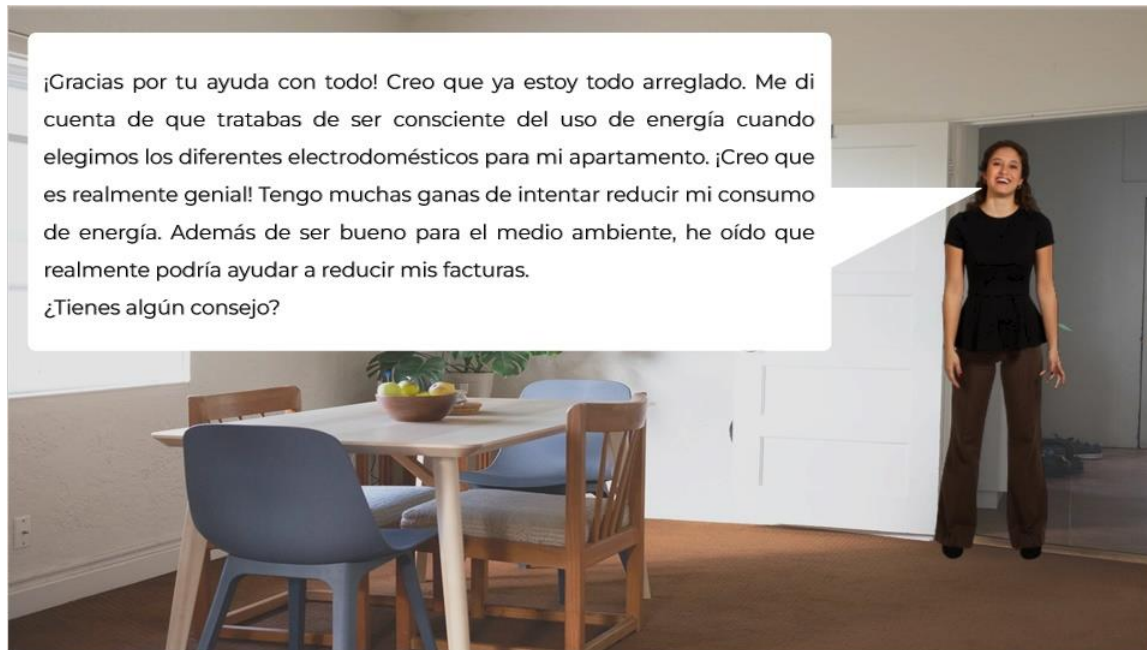 ¡Gracias por tu ayuda con todo! Creo que ya estoy todo arreglado. Me di
cuenta de que tratabas de ser consciente del uso de energía cuando
elegimos los diferentes electrodomésticos para mi apartamento. ¡Creo que
es realmente genial! Tengo muchas ganas de intentar reducir mi consumo
de energía. Además de ser bueno para el medio ambiente, he oído que
realmente podría ayudar a reducir mis facturas.
¿Tienes algún consejo?